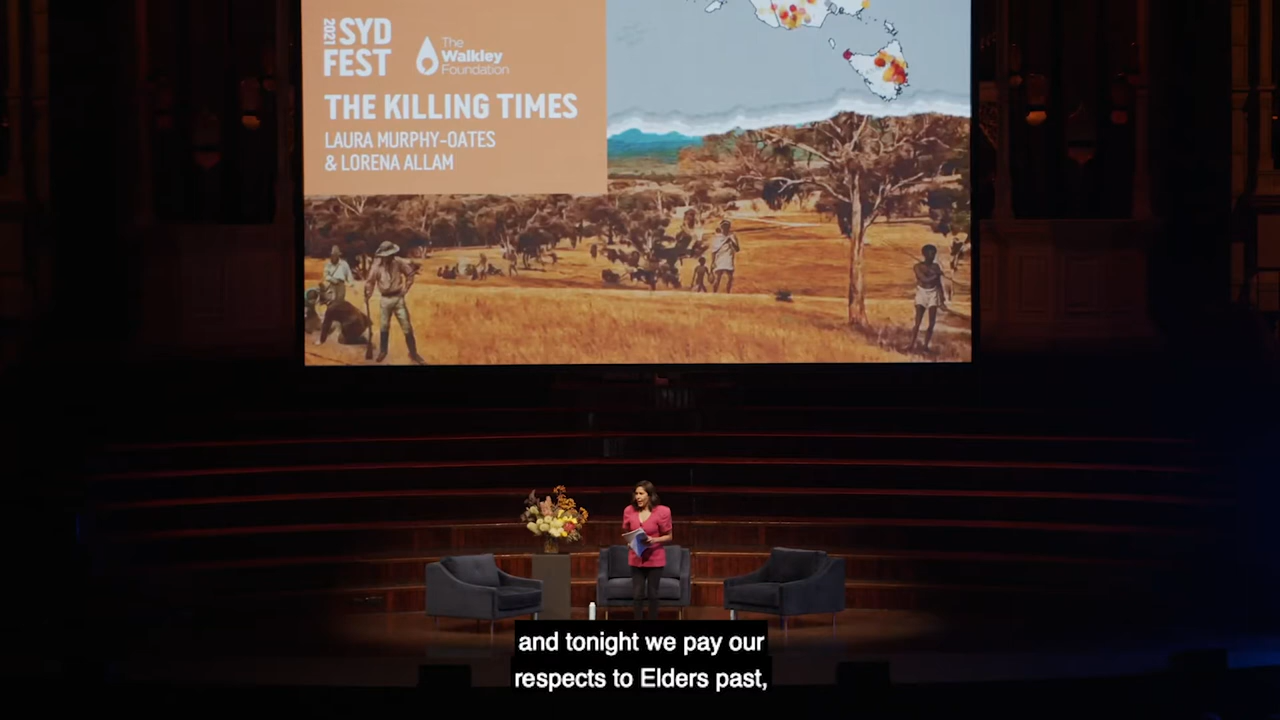 2021
SYD
FEST
The
Walkley
Foundation
THE KILLING TIMES
LAURA MURPHY-OATES
& LORENA ALLAM
and tonight we pay our
respects to Elders past,